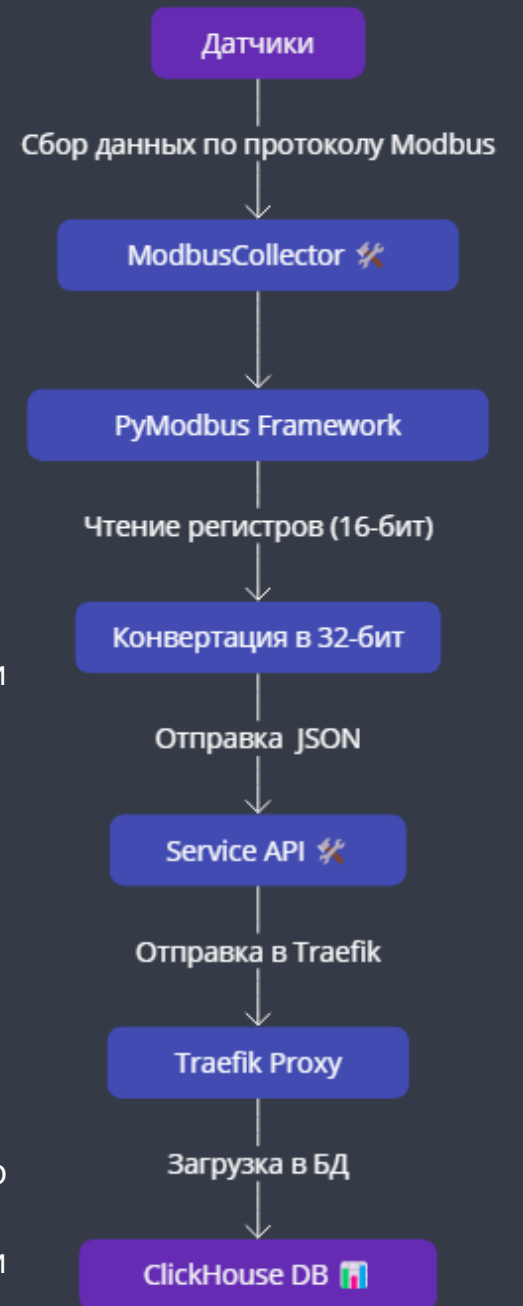 Датчики
Сбор данных по протоколу Modbus
ModbusCollector 🛠
PyModbus Framework
Чтение регистров (16-бит)
Конвертация в 32-бит
и
Отправка JSON
Service API 🛠
Отправка в Traefik
Traefik Proxy
Загрузка в БД
о
и
ClickHouse DB 📊